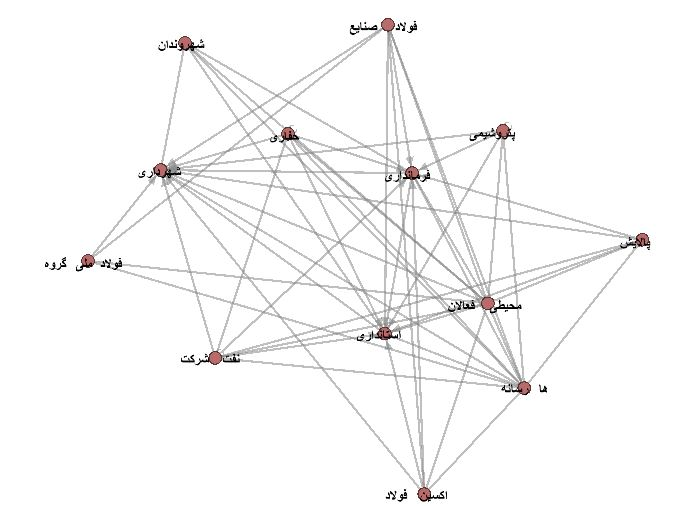 فولاد صنایع
شهروندان
حفاری
پتروشیمی
شهرداری
فرمانداری
پالایش
فولاد ملی گروه
محیطی فعالان
استانداری
نفت شرکت
ها رسانه
اکسین فولاد